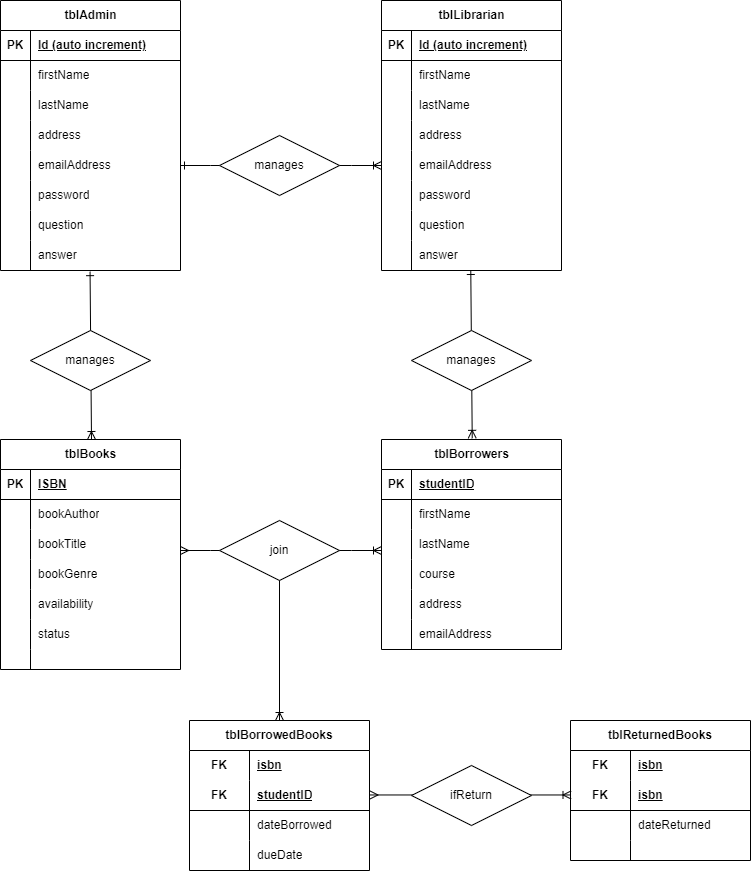 tblAdmin
PK Id (auto increment)
firstName
lastName
address
emailAddress
password
question
answer
manages
tblLibrarian
PK Id (auto increment)
firstName
lastName
address
emailAddress
password
question
answer
manages
manages
tblBooks
PK ISBN
bookAuthor
bookTitle
bookGenre
availability
status
join
tblBorrowers
PK studentID
firstName
lastName
course
address
emailAddress
tblBorrowedBooks
FK isbn
FK studentID
dateBorrowed
dueDate
ifReturn
tblReturnedBooks
FK isbn
FK isbn
dateReturned